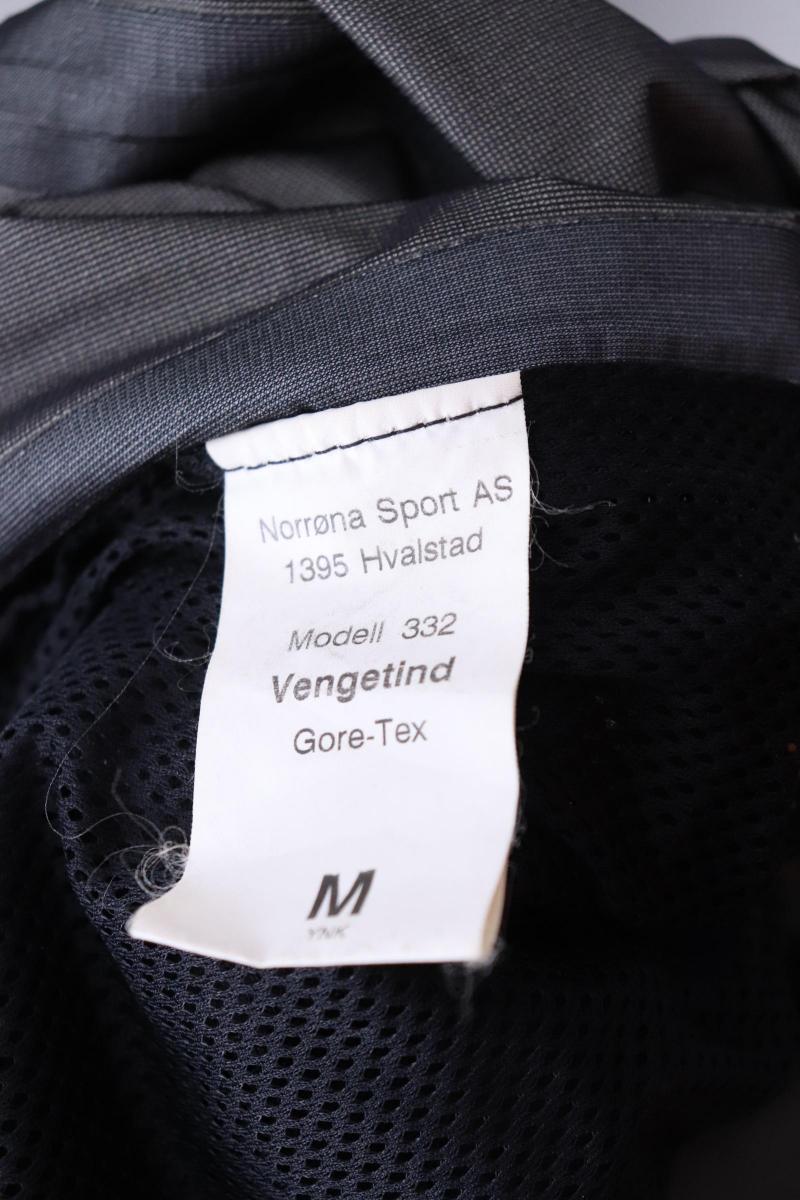 Norrøna Sport AS
1395 Hvalstad
Modell 332
Vengetind
Gore-Tex
M